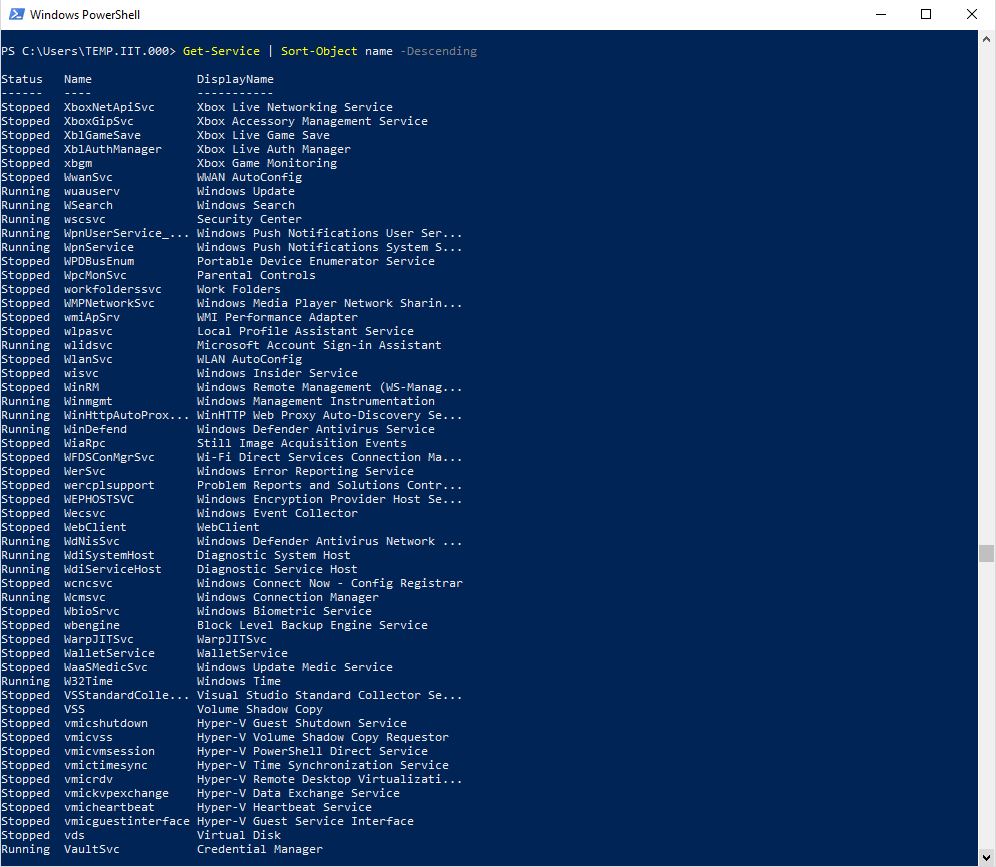 Windows PowerShell
PS C:\Users\TEMP.IIT.000> Get-Service | Sort-Object name -Descending
Status   Name               DisplayName
------   ----               -----------
Stopped  XboxNetApiSvc      Xbox Live Networking Service
Stopped  XboxGipSvc         Xbox Accessory Management Service
Stopped  XblGameSave        Xbox Live Game Save
Stopped  XblAuthManager     Xbox Live Auth Manager
Stopped  xbgm               Xbox Game Monitoring
Stopped  WwanSvc            WWAN AutoConfig
Running  wuauserv           Windows Update
Running  WSearch            Windows Search
Running  wscsvc             Security Center
Running  WpnUserService_... Windows Push Notifications User Ser...
Running  WpnService         Windows Push Notifications System S...
Stopped  WPDBusEnum         Portable Device Enumerator Service
Stopped  WpcMonSvc          Parental Controls
Stopped  workfolderssvc     Work Folders
Stopped  WMPNetworkSvc      Windows Media Player Network Sharin...
Stopped  wmiApSrv           WMI Performance Adapter
Stopped  wlpasvc            Local Profile Assistant Service
Running  wlidsvc            Microsoft Account Sign-in Assistant
Stopped  WlanSvc            WLAN AutoConfig
Stopped  wisvc              Windows Insider Service
Stopped  WinRM              Windows Remote Management (WS-Manag...
Running  Winmgmt            Windows Management Instrumentation
Running  WinHttpAutoProx... WinHTTP Web Proxy Auto-Discovery Se...
Running  WinDefend          Windows Defender Antivirus Service
Stopped  WiaRpc             Still Image Acquisition Events
Stopped  WFDSConMgrSvc      Wi-Fi Direct Services Connection Ma...
Stopped  WerSvc             Windows Error Reporting Service
Stopped  wercplsupport      Problem Reports and Solutions Contr...
Stopped  WEPHOSTSVC         Windows Encryption Provider Host Se...
Stopped  Wecsvc             Windows Event Collector
Stopped  WebClient          WebClient
Running  WdNisSvc           Windows Defender Antivirus Network ...
Running  WdiSystemHost      Diagnostic System Host
Running  WdiServiceHost     Diagnostic Service Host
Stopped  wcncsvc            Windows Connect Now - Config Registrar
Running  Wcmsvc             Windows Connection Manager
Stopped  WbioSrvc           Windows Biometric Service
Stopped  wbengine           Block Level Backup Engine Service
Stopped  WarpJITSvc         WarpJITSvc
Stopped  WalletService      WalletService
Stopped  WaaSMedicSvc       Windows Update Medic Service
Running  W32Time            Windows Time
Stopped  VSStandardColle... Visual Studio Standard Collector Se...
Stopped  VSS                Volume Shadow Copy
Stopped  vmicshutdown       Hyper-V Guest Shutdown Service
Stopped  vmicvss            Hyper-V Volume Shadow Copy Requestor
Stopped  vmicvmsession      Hyper-V PowerShell Direct Service
Stopped  vmictimesync       Hyper-V Time Synchronization Service
Stopped  vmicrdv            Hyper-V Remote Desktop Virtualizati...
Stopped  vmickvpexchange    Hyper-V Data Exchange Service
Stopped  vmicheartbeat      Hyper-V Heartbeat Service
Stopped  vmicguestinterface Hyper-V Guest Service Interface
Stopped  vds                Virtual Disk
Running  VaultSvc           Credential Manager